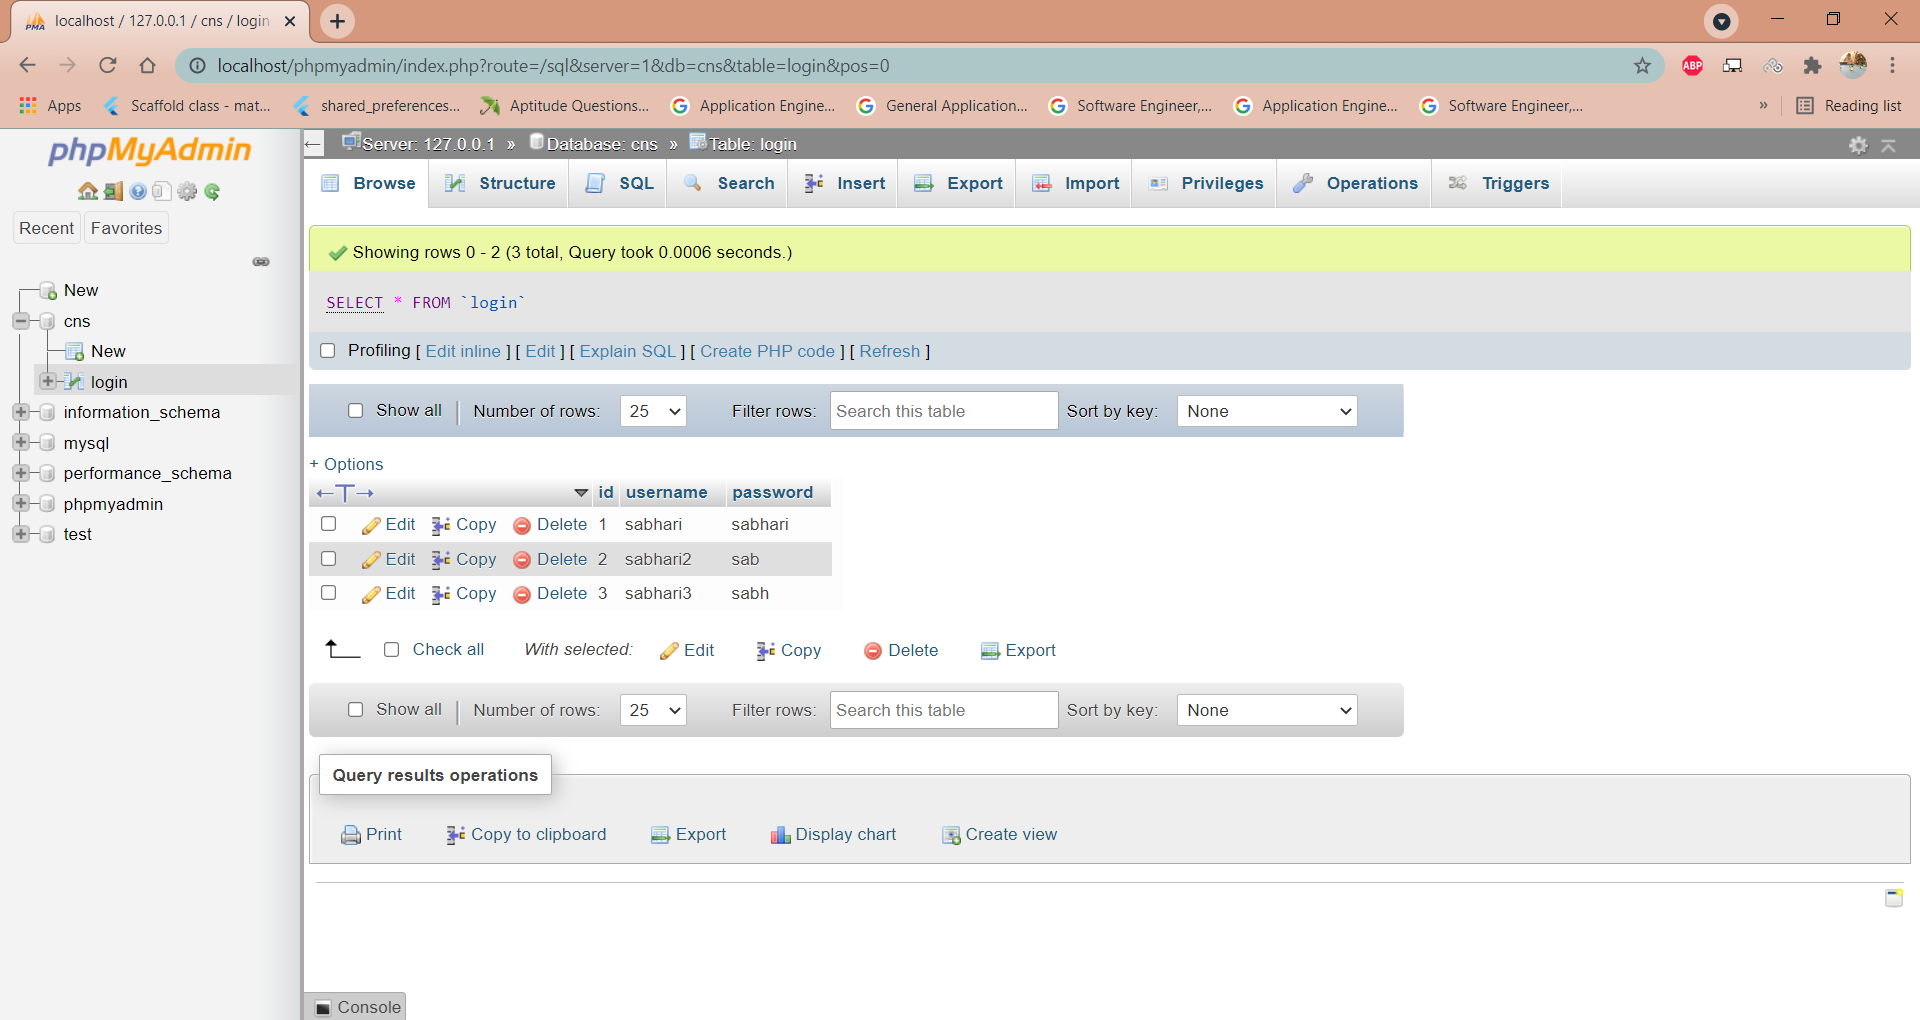 localhost / 127.0.0.1 / cns / login
localhost/phpmyadmin/index.php?route=/sql&server=1&db=cns&table=login&pos=0
ABP
Apps
Scaffold class - mat...
shared_preferences...
Aptitude Questions...
Application Engine...
General Application...
Software Engineer,...
Application Engine...
Software Engineer,...
»
Reading list
phpMyAdmin
Recent
Favorites
New
cns
New
login
information_schema
mysql
performance_schema
phpmyadmin
test
Server: 127.0.0.1 » Database: cns » Table: login
Browse
Structure
SQL
Search
Insert
Export
Import
Privileges
Operations
Triggers
Showing rows 0 - 2 (3 total, Query took 0.0006 seconds.)
SELECT * FROM `login`
Profiling [ Edit inline ] [ Edit ] [ Explain SQL ] [ Create PHP code ] [ Refresh ]
Show all | Number of rows: 25 Filter rows: Search this table Sort by key: None
+ Options
←T→ id username password
Edit Copy Delete 1 sabhari sabhari
Edit Copy Delete 2 sabhari2 sab
Edit Copy Delete 3 sabhari3 sabh
Check all With selected: Edit Copy Delete Export
Show all | Number of rows: 25 Filter rows: Search this table Sort by key: None
Query results operations
Print Copy to clipboard Export Display chart Create view
Console